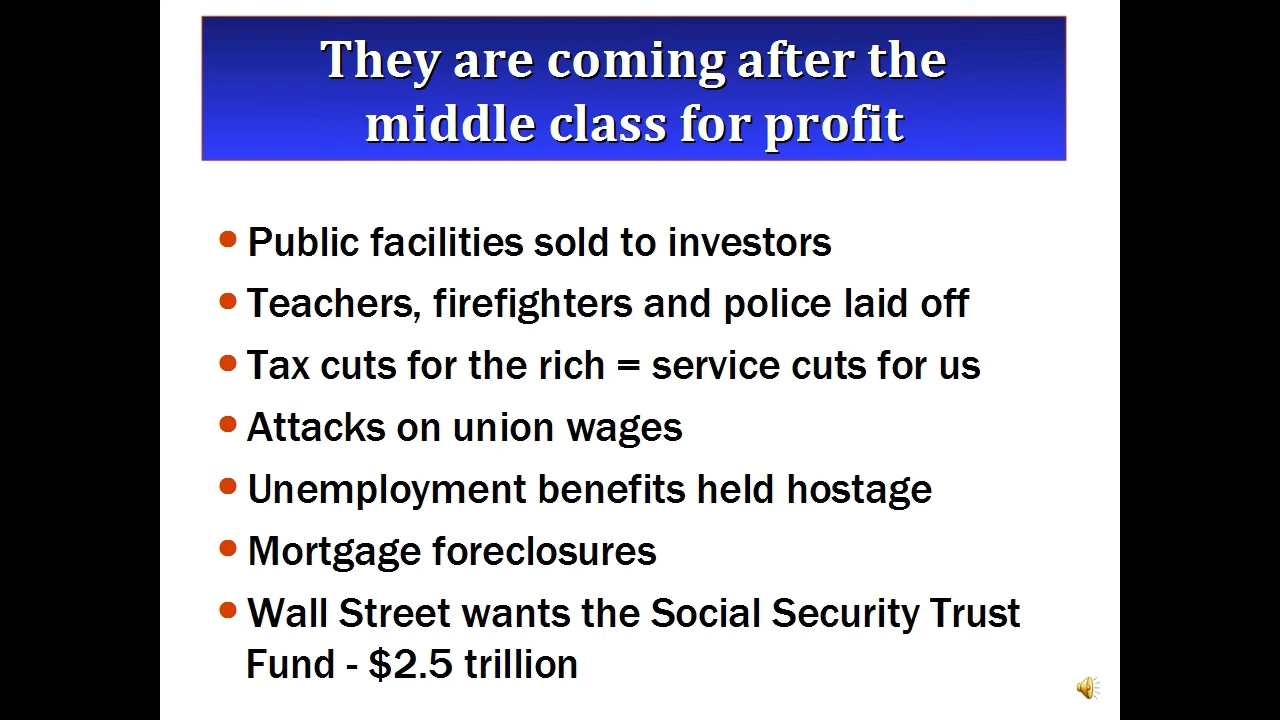 They are coming after the
middle class for profit
• Public facilities sold to investors
• Teachers, firefighters and police laid off
• Tax cuts for the rich = service cuts for us
• Attacks on union wages
• Unemployment benefits held hostage
• Mortgage foreclosures
• Wall Street wants the Social Security Trust
Fund - $2.5 trillion